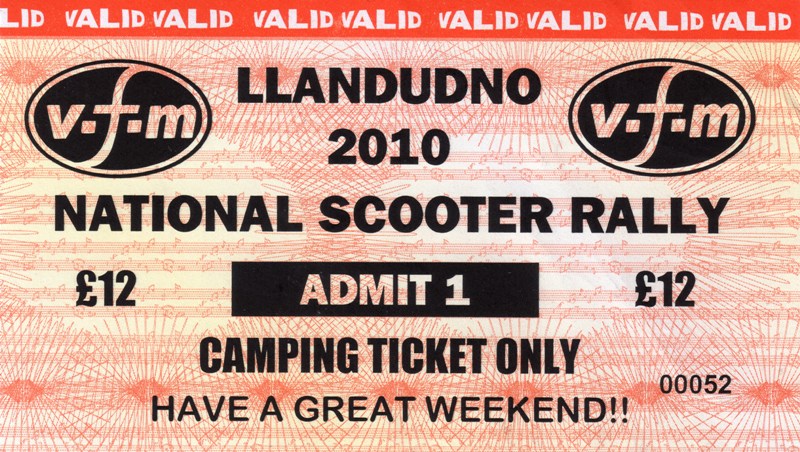 VALID VALID VALID VALID VALID VALID VALID VALID VALID
LLANDUDNO
v.f.m v.f.m
2010
NATIONAL SCOOTER RALLY
£12 ADMIT 1 £12
CAMPING TICKET ONLY
00052
HAVE A GREAT WEEKEND!!